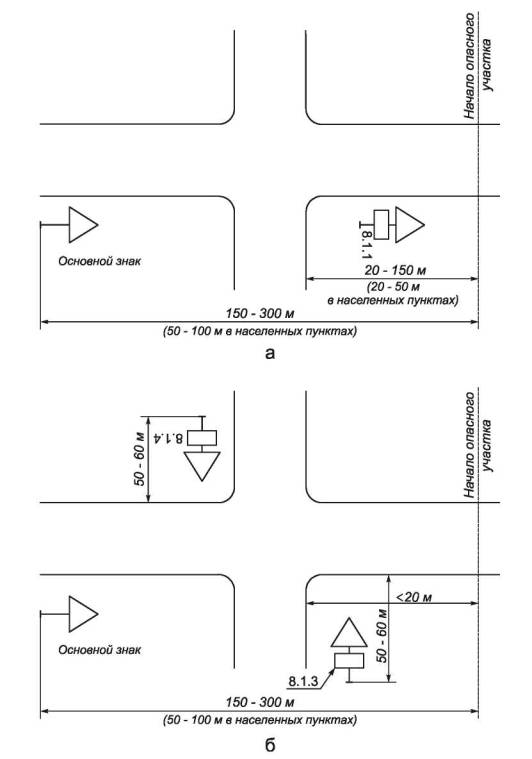 Начало опасного
участка
8.1.1
Основной знак
20 - 150 м
(20 - 50 м
в населенных пунктах)
150 - 300 м
(50 - 100 м в населенных пунктах)
а
Начало опасного
участка
50 - 60 м
8.1.4
<20 м
50 - 60 м
Основной знак
8.1.3
150 - 300 м
(50 - 100 м в населенных пунктах)
б